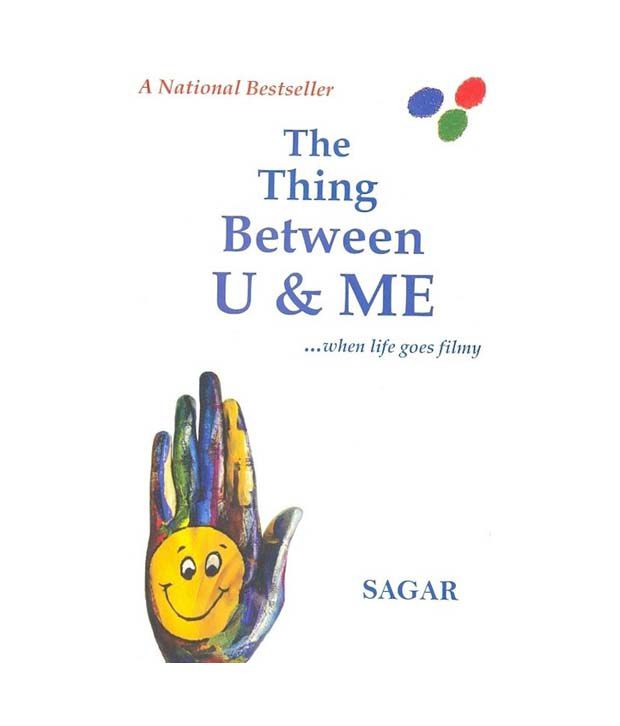 A National Bestseller
The
Thing
Between
U & ME
...when life goes filmy
SAGAR